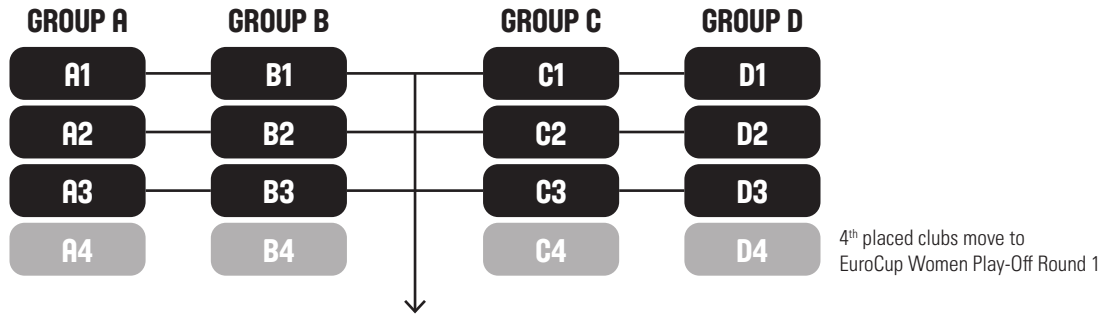 GROUP A GROUP B GROUP C GROUP D
A1 B1 C1 D1
A2 B2 C2 D2
A3 B3 C3 D3
A4 B4 C4 D4
4th placed clubs move to
EuroCup Women Play-Off Round 1